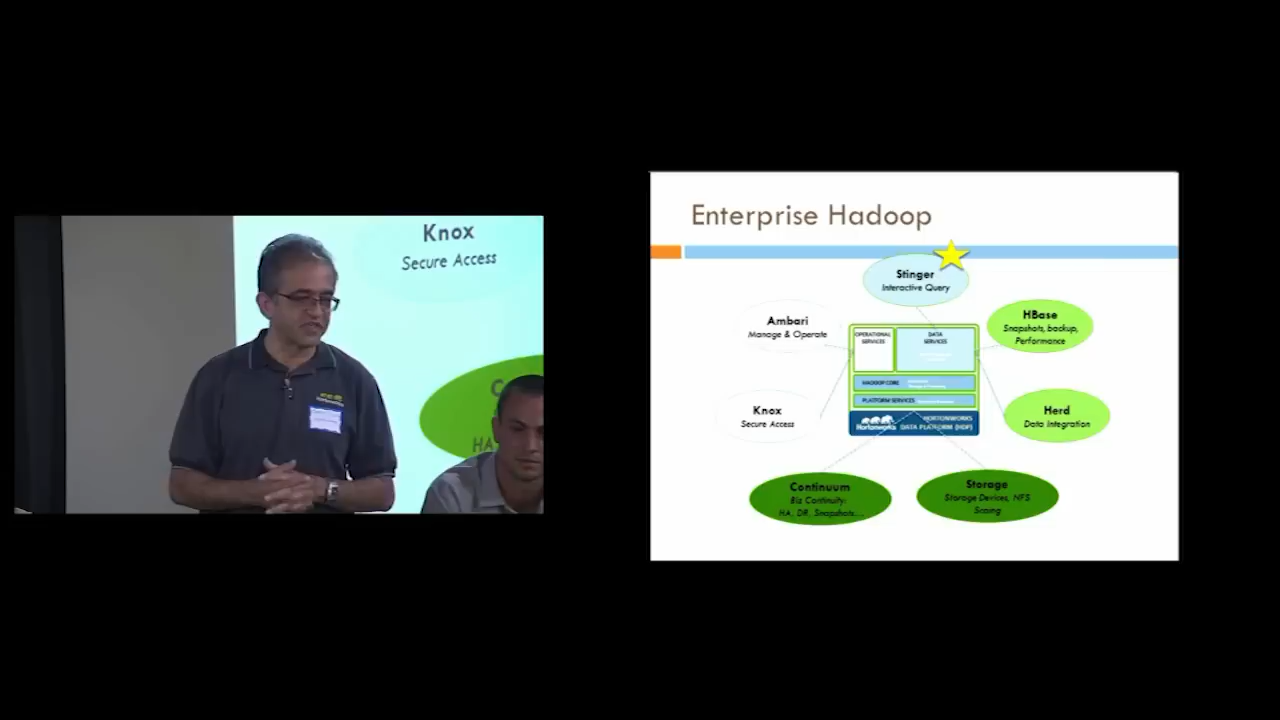 Knox
Secure Access
HA
Enterprise Hadoop
Stinger
Interactive Query
Ambari
Manage & Operate
HBase
Snapshots, backup,
Performance
OPERATIONAL
SERVICES
DATA
SERVICES
HADOOP CORE
PLATFORM SERVICES
Hortonworks
HORTONWORKS
DATA PLATFORM (HDP)
Knox
Secure Access
Herd
Data Integration
Continuum
Biz Continuity:
HA, DR, Snapshots...
Storage
Storage Devices, NFS
Scaling